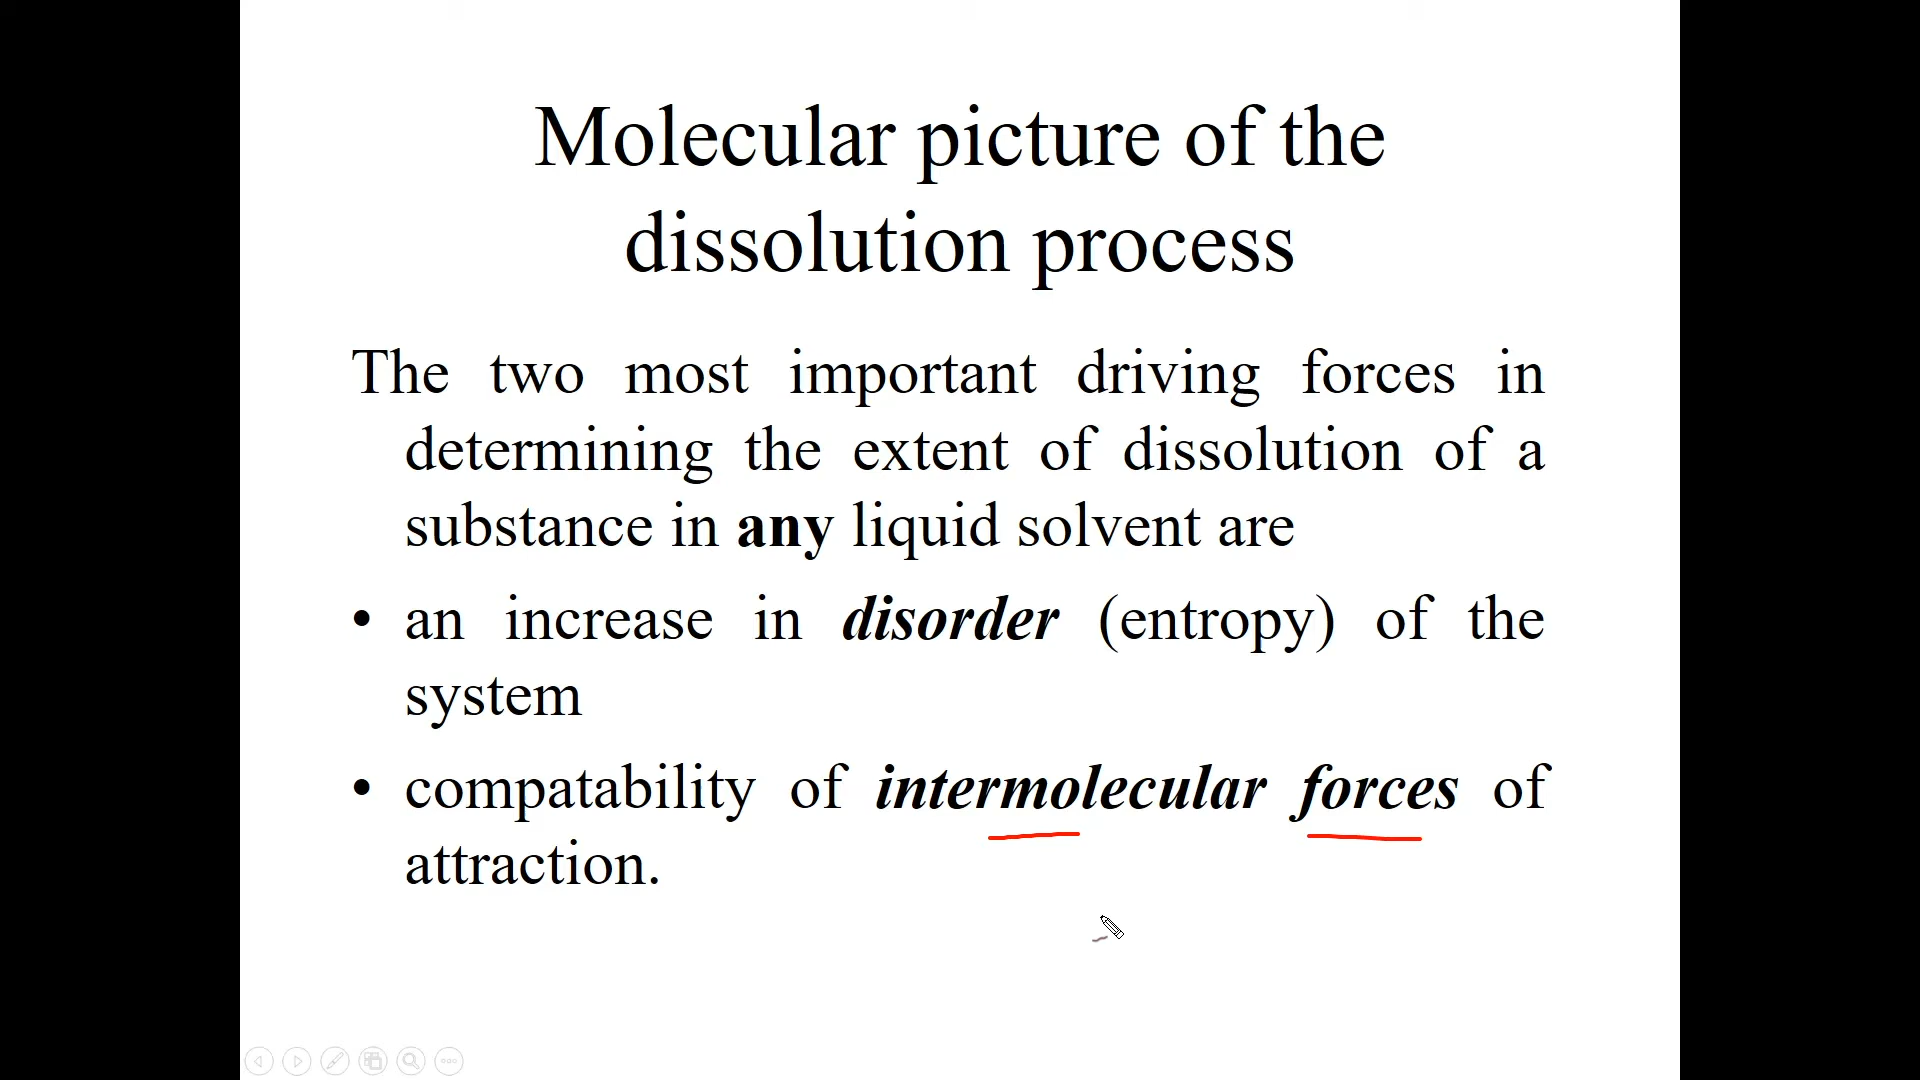 Molecular picture of the
dissolution process
The two most important driving forces in
determining the extent of dissolution of a
substance in any liquid solvent are
• an increase in disorder (entropy) of the
system
• compatability of intermolecular forces of
attraction.